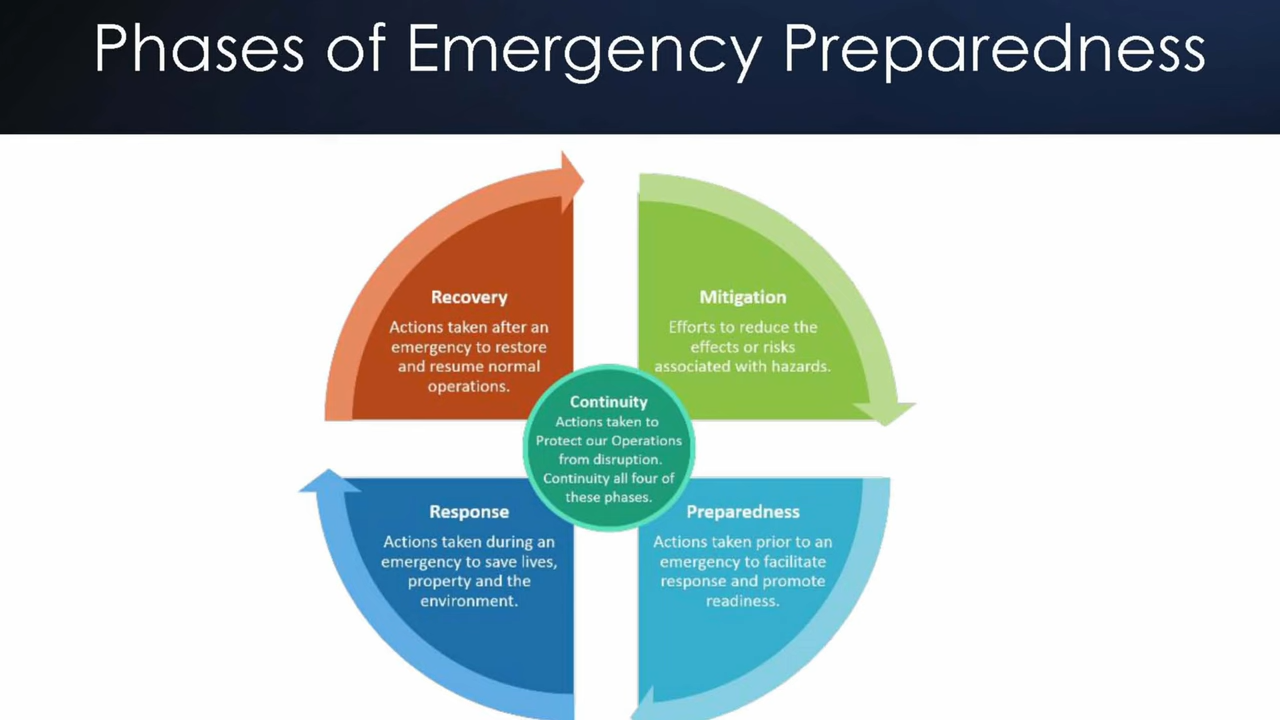 Phases of Emergency Preparedness
Recovery
Actions taken after an
emergency to restore
and resume normal
operations.
Mitigation
Efforts to reduce the
effects or risks
associated with hazards.
Continuity
Actions taken to
Protect our Operations
from disruption.
Continuity all four of
these phases.
Response
Actions taken during an
emergency to save lives,
property and the
environment.
Preparedness
Actions taken prior to an
emergency to facilitate
response and promote
readiness.